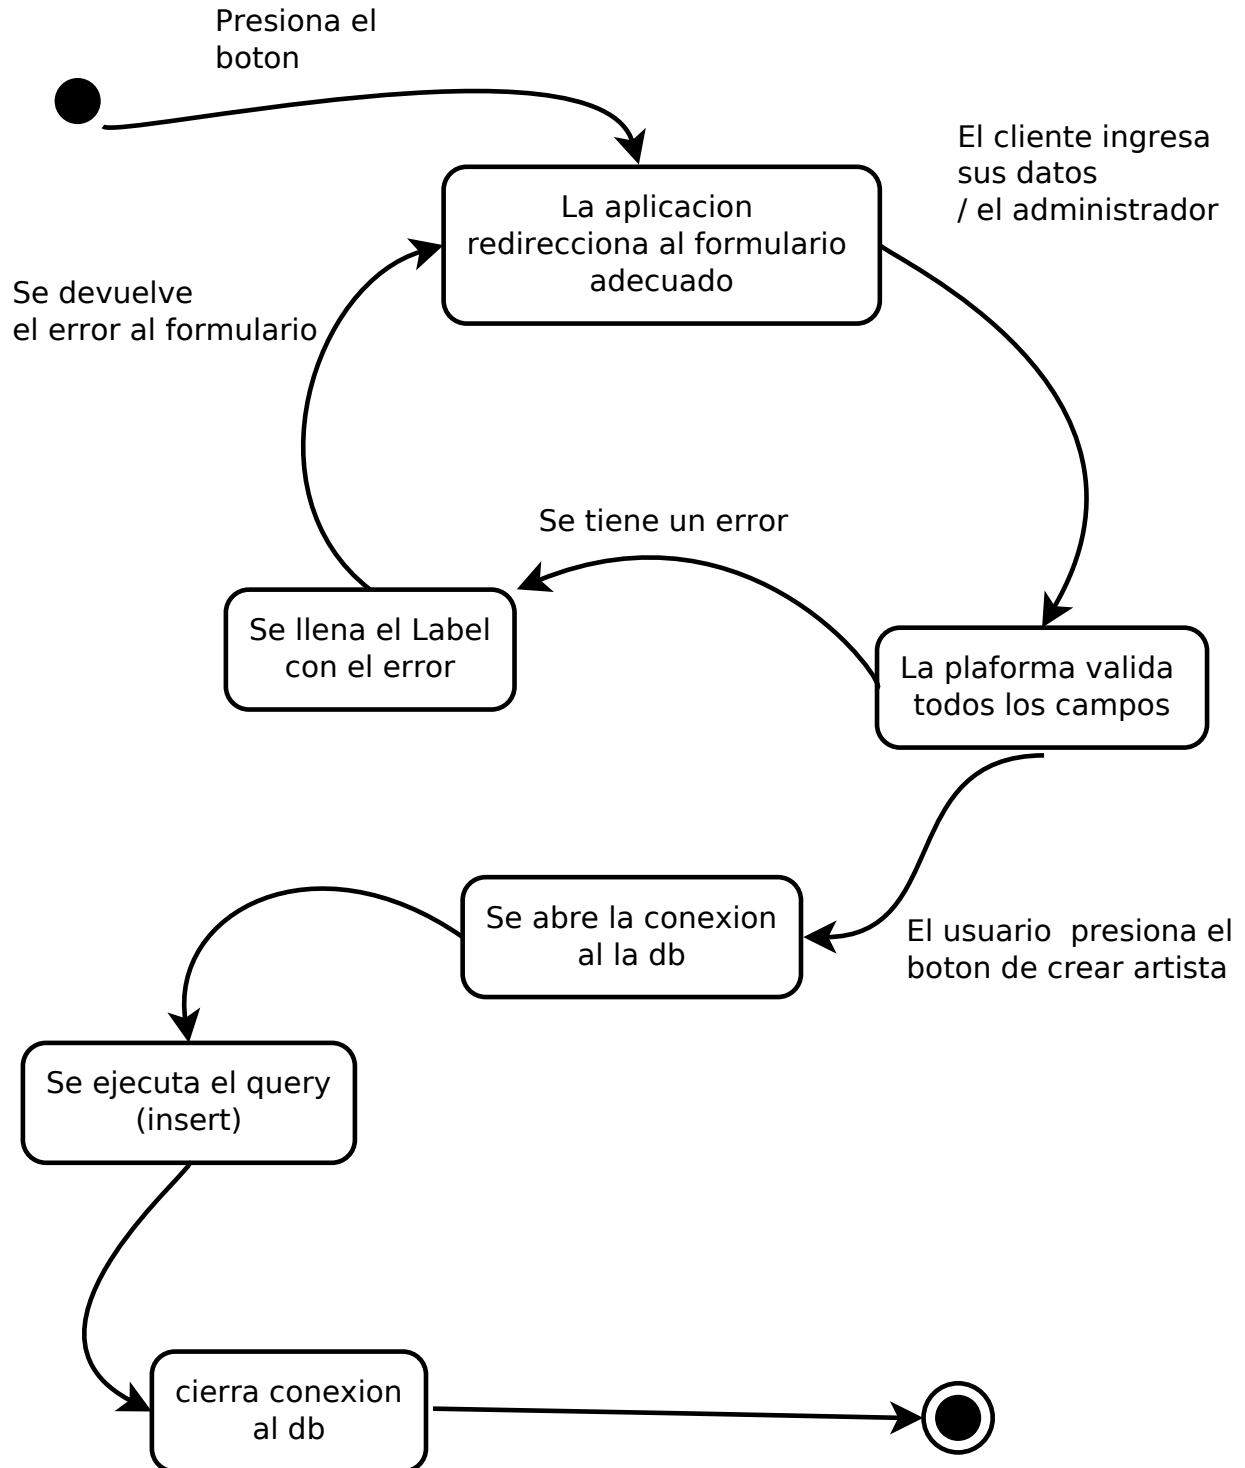 Presiona el
boton
El cliente ingresa
sus datos
/ el administrador
La aplicacion
redirecciona al formulario
adecuado
Se devuelve
el error al formulario
Se tiene un error
Se llena el Label
con el error
La plaforma valida
todos los campos
Se abre la conexion
al la db
El usuario  presiona el
boton de crear artista
Se ejecuta el query
(insert)
cierra conexion
al db